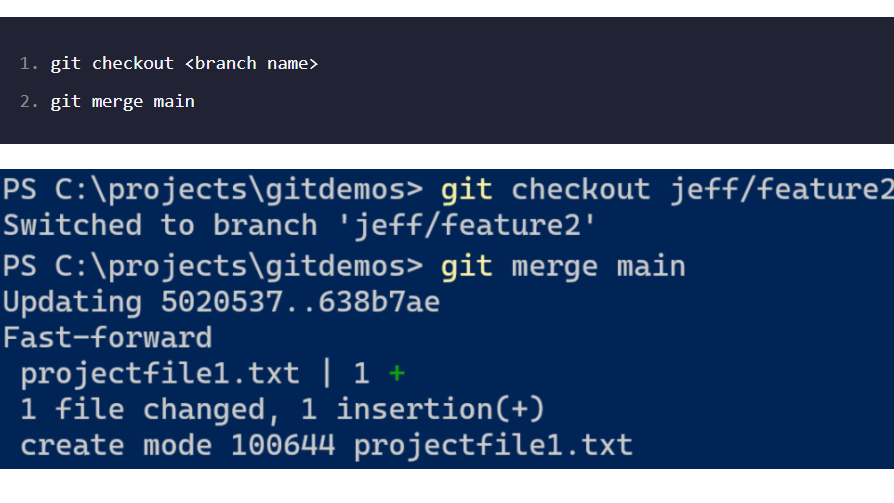 1. git checkout <branch name>
2. git merge main
PS C:\projects\gitdemos> git checkout jeff/feature2
Switched to branch 'jeff/feature2'
PS C:\projects\gitdemos> git merge main
Updating 5020537..638b7ae
Fast-forward
 projectfile1.txt | 1 +
 1 file changed, 1 insertion(+)
 create mode 100644 projectfile1.txt